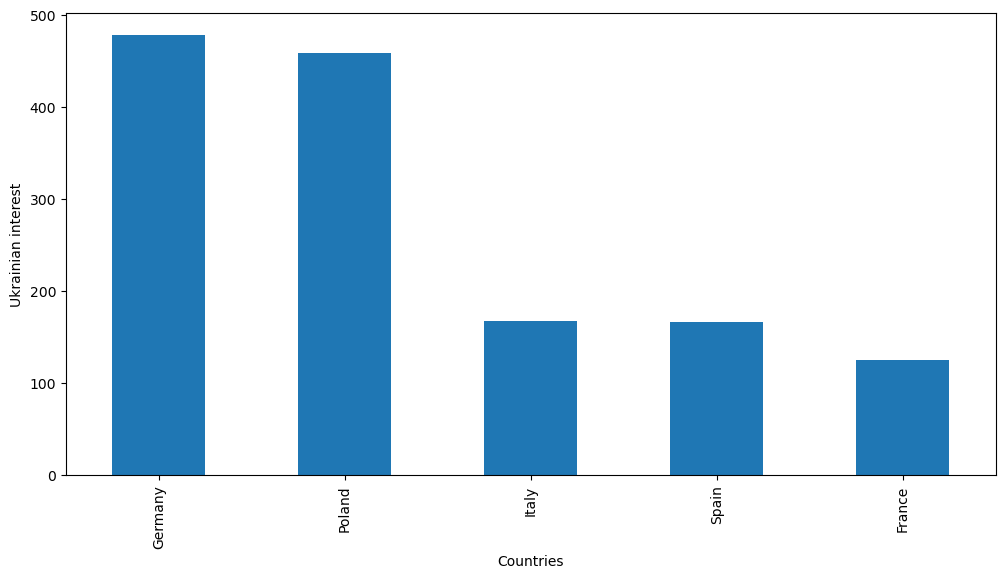 500
400
300
200
100
0
Ukrainian interest
Germany
Poland
Italy
Spain
France
Countries